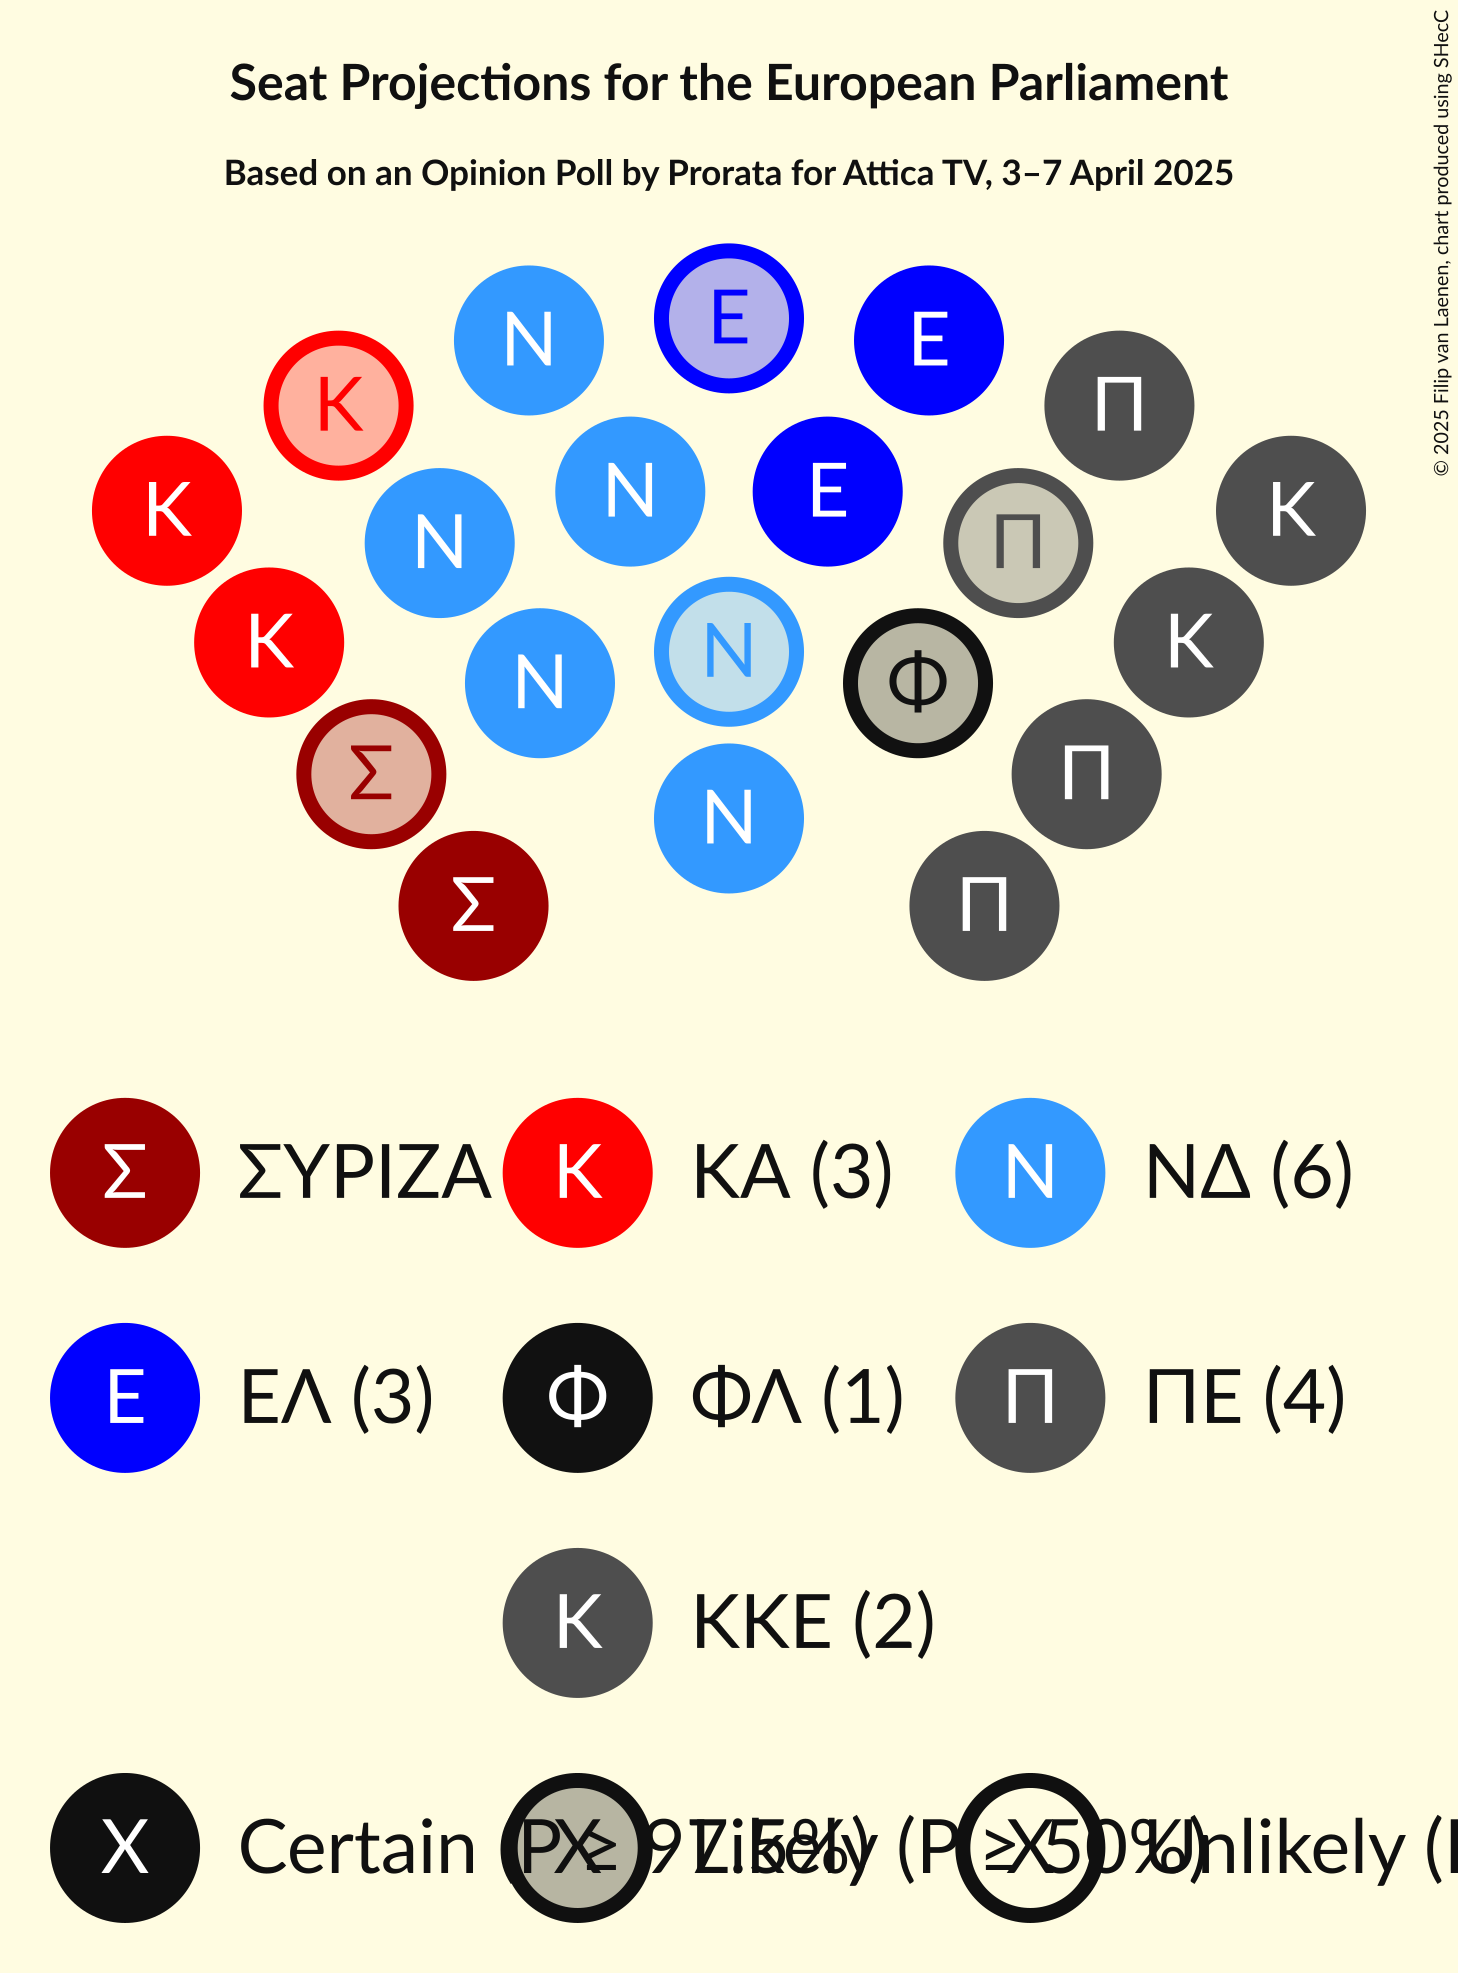 Seat Projections for the European Parliament
Based on an Opinion Poll by Prorata for Attica TV, 3–7 April 2025
© 2025 Filip van Laenen, chart produced using SHecC
Ε
Ν Ε
Κ Π
Ν Ε
Κ Κ
Ν Π
Κ Ν Κ
Ν Φ
Σ Π
Ν
Σ Π
Σ ΣΥΡΙΖΑ Κ ΚΑ (3) Ν ΝΔ (6)
Ε ΕΛ (3) Φ ΦΛ (1) Π ΠΕ (4)
Κ ΚΚΕ (2)
X Certain (P ≥ 97.5%) X Likely (P ≥ 50%) X Unlikely